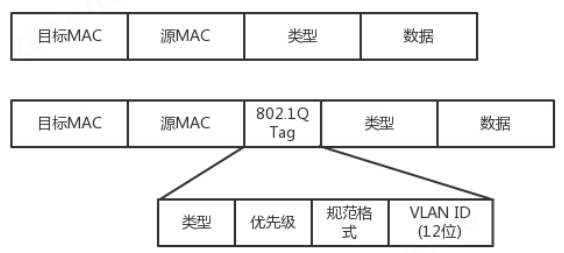 目标MAC 源MAC 类型 数据
目标MAC 源MAC 802.1Q Tag 类型 数据
类型 优先级 规范格式 VLAN ID (12位)